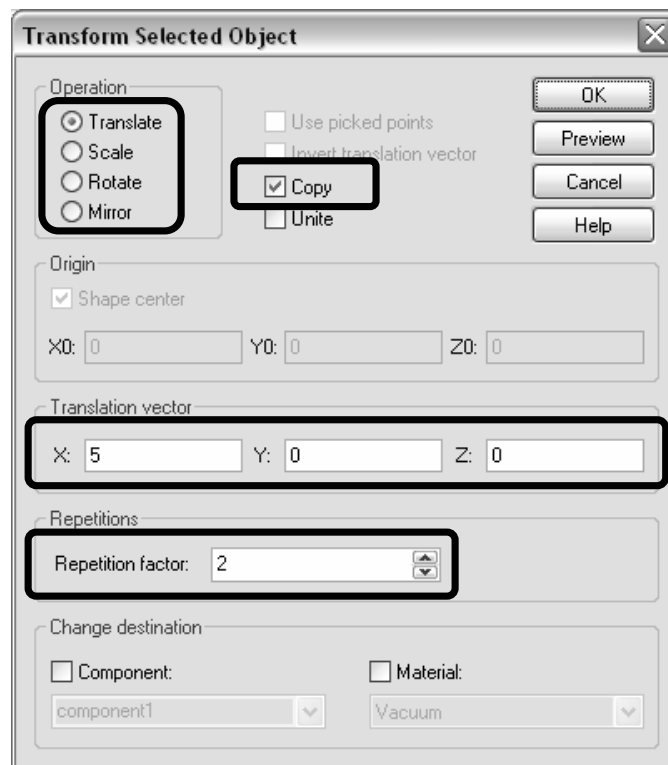 Transform Selected Object
Operation
Translate
Scale
Rotate
Mirror
Use picked points
Invert translation vector
Copy
Unite
OK
Preview
Cancel
Help
Origin
Shape center
X0: 0 Y0: 0 Z0: 0
Translation vector
X: 5 Y: 0 Z: 0
Repetitions
Repetition factor: 2
Change destination
Component: Material:
component1 Vacuum